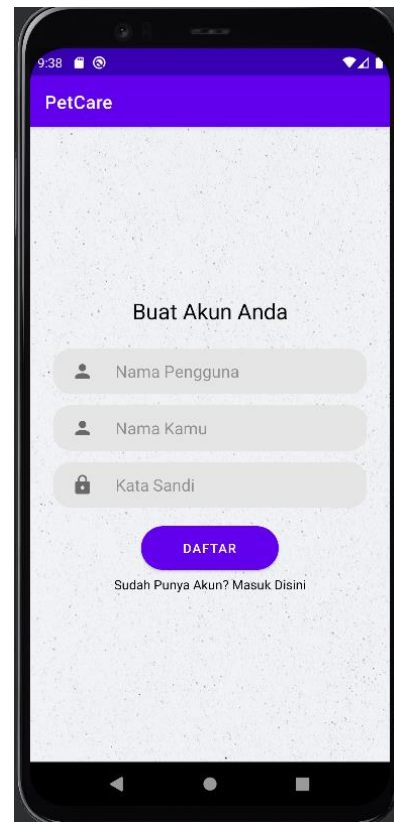 9:38
PetCare
Buat Akun Anda
Nama Pengguna
Nama Kamu
Kata Sandi
DAFTAR
Sudah Punya Akun? Masuk Disini